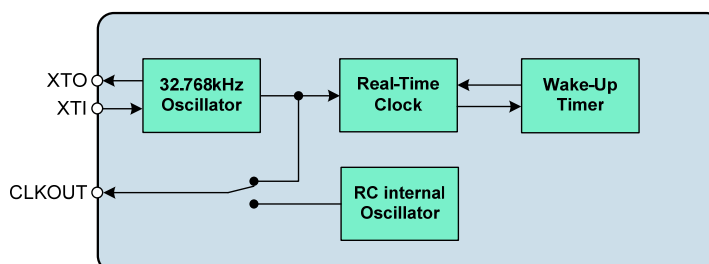 XTO
XTI
CLKOUT
32.768kHz
Oscillator
Real-Time
Clock
Wake-Up
Timer
RC internal
Oscillator